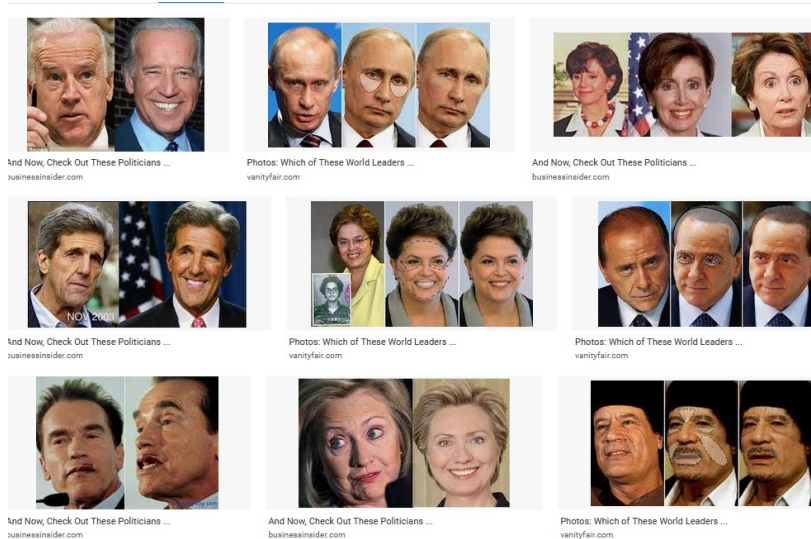 And Now, Check Out These Politicians ...
businessinsider.com
Photos: Which of These World Leaders ...
vanityfair.com
And Now, Check Out These Politicians ...
businessinsider.com
NOV 2003
And Now, Check Out These Politicians ...
businessinsider.com
Photos: Which of These World Leaders ...
vanityfair.com
Photos: Which of These World Leaders ...
vanityfair.com
And Now, Check Out These Politicians ...
businessinsider.com
And Now, Check Out These Politicians ...
businessinsider.com
Photos: Which of These World Leaders ...
vanityfair.com